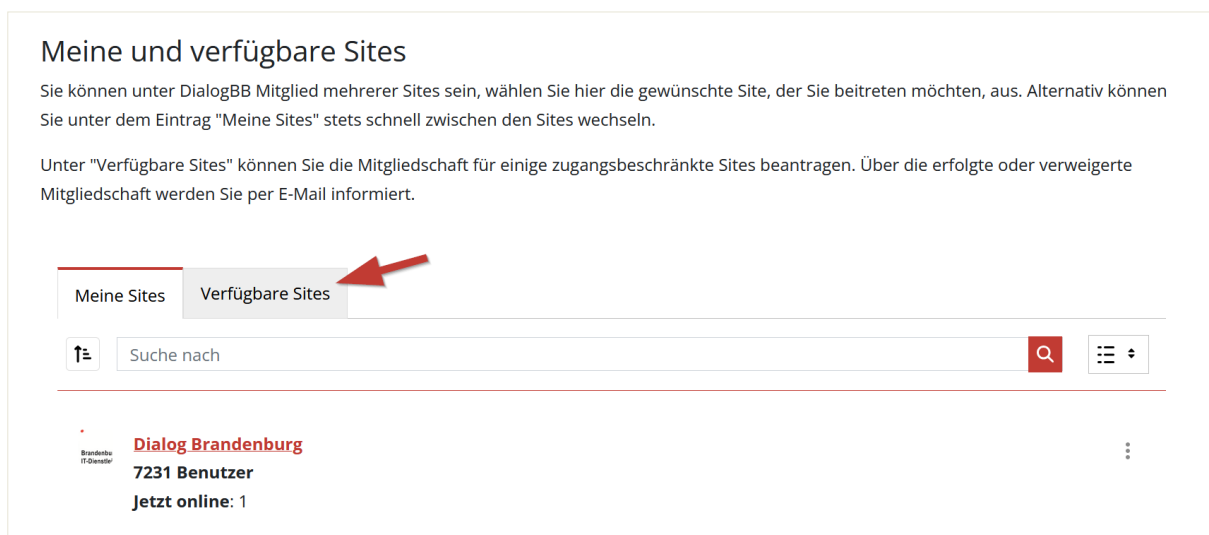 Meine und verfügbare Sites
Sie können unter DialogBB Mitglied mehrerer Sites sein, wählen Sie hier die gewünschte Site, der Sie beitreten möchten, aus. Alternativ können
Sie unter dem Eintrag "Meine Sites" stets schnell zwischen den Sites wechseln.
Unter "Verfügbare Sites" können Sie die Mitgliedschaft für einige zugangsbeschränkte Sites beantragen. Über die erfolgte oder verweigerte
Mitgliedschaft werden Sie per E-Mail informiert.
Meine Sites Verfügbare Sites
Suche nach
Brandenbu
IT-Dienstle
Dialog Brandenburg
7231 Benutzer
Jetzt online: 1